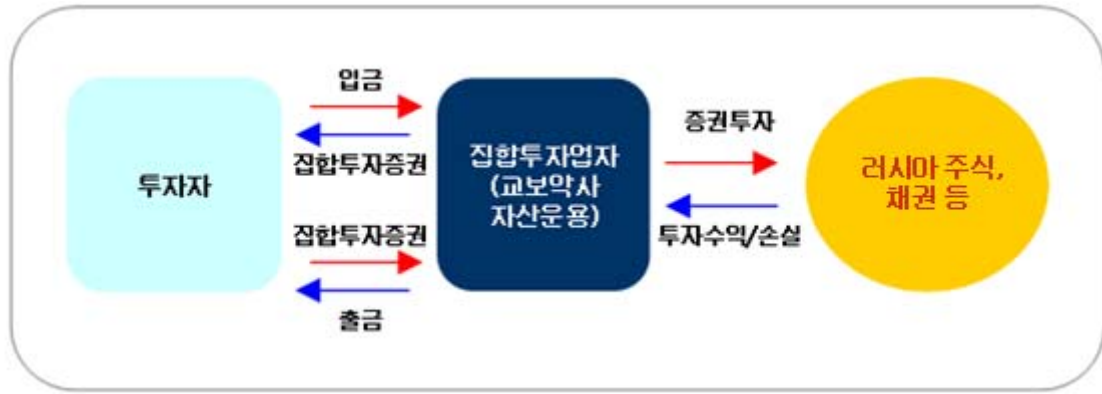 투자자
입금
집합투자증권
집합투자증권
출금
집합투자업자
(교보악사
자산운용)
증권투자
투자수익/손실
러시아 주식,
채권 등